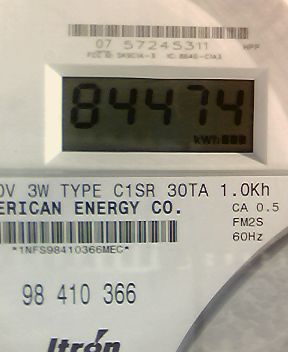 07 57245311
84474
kWh
0V 3W TYPE C1SR 30TA 1.0Kh
ERICAN ENERGY CO.
CA 0.5
FM2S
60Hz
*1NFS98410366MEC*
98 410 366
Itrón